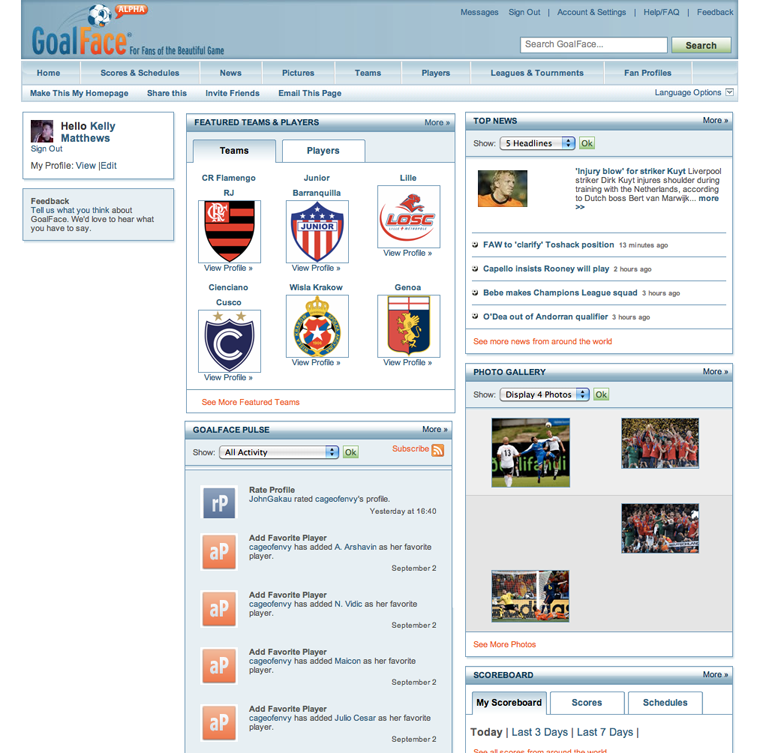 Messages Sign Out | Account & Settings | Help/FAQ | Feedback
ALPHA
GoalFace For Fans of the Beautiful Game
Search GoalFace... Search
Home Scores & Schedules News Pictures Teams Players Leagues & Tournments Fan Profiles
Make This My Homepage Share this Invite Friends Email This Page Language Options
Hello Kelly
Matthews
Sign Out
My Profile: View |Edit
Feedback
Tell us what you think about
GoalFace. We'd love to hear what
you have to say.
FEATURED TEAMS & PLAYERS More »
Teams Players
CR Flamengo Junior Lille
RJ Barranquilla
JUNIOR
LOSC
View Profile » View Profile » View Profile »
Cienciano Wisla Krakow Genoa
Cusco
View Profile » View Profile » View Profile »
See More Featured Teams
GOALFACE PULSE More »
Show: All Activity Ok Subscribe
rP
Rate Profile
JohnGakau rated cageofenvy's profile.
Yesterday at 16:40
aP
Add Favorite Player
cageofenvy has added A. Arshavin as her favorite
player.
September 2
aP
Add Favorite Player
cageofenvy has added N. Vidic as her favorite
player.
September 2
aP
Add Favorite Player
cageofenvy has added Maicon as her favorite
player.
September 2
aP
Add Favorite Player
cageofenvy has added Julio Cesar as her favorite
player.
September 2
TOP NEWS More »
Show: 5 Headlines Ok
'Injury blow' for striker Kuyt Liverpool
striker Dirk Kuyt injures shoulder during
training with the Netherlands, according
to Dutch boss Bert van Marwijk... more
>>
FAW to 'clarify' Toshack position 13 minutes ago
Capello insists Rooney will play 2 hours ago
Bebe makes Champions League squad 3 hours ago
O'Dea out of Andorran qualifier 3 hours ago
See more news from around the world
PHOTO GALLERY More »
Show: Display 4 Photos Ok
13
See More Photos
SCOREBOARD More »
My Scoreboard Scores Schedules
Today | Last 3 Days | Last 7 Days |
See all scores from around the world